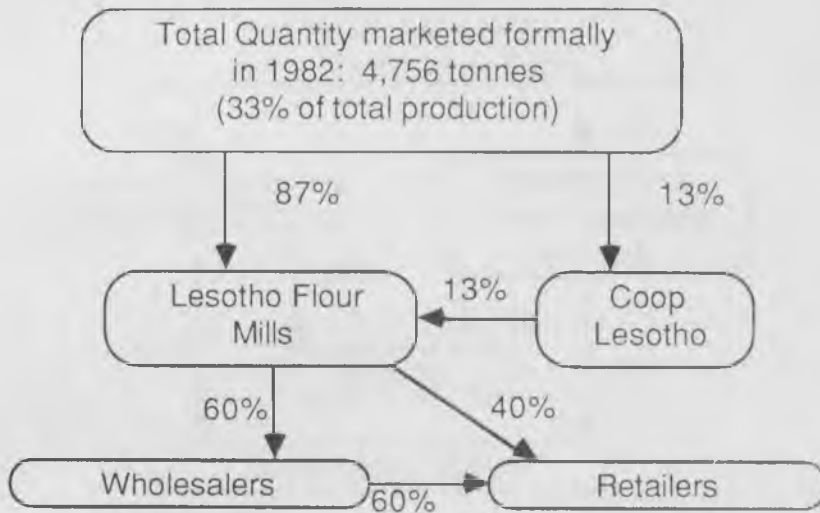 Total Quantity marketed formally
in 1982: 4,756 tonnes
(33% of total production)
87%
13%
Lesotho Flour
Mills
13%
Coop
Lesotho
60%
40%
Wholesalers
60%
Retailers